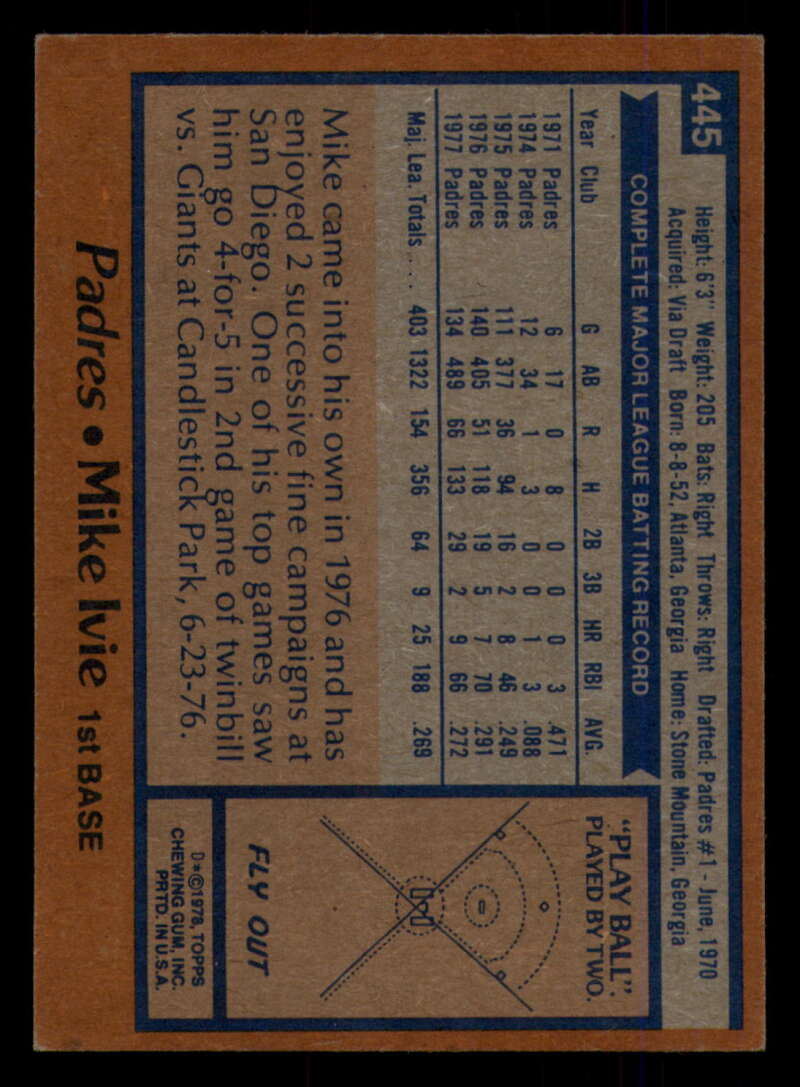 445
Height: 6'3" Weight: 205 Bats: Right Throws: Right Drafted: Padres #1 - June, 1970
Acquired: Via Draft Born: 8-8-52, Atlanta, Georgia Home: Stone Mountain, Georgia
COMPLETE MAJOR LEAGUE BATTING RECORD
Year Club G AB R H 2B 3B HR RBI AVG.
1971 Padres 6 17 0 8 0 0 0 3 .471
1974 Padres 12 34 1 3 0 0 1 3 .088
1975 Padres 111 377 36 94 16 2 8 46 .249
1976 Padres 140 405 51 118 19 5 7 70 .291
1977 Padres 134 489 66 133 29 2 9 66 .272
Maj. Lea. Totals . . . 403 1322 154 356 64 9 25 188 .269
Mike came into his own in 1976 and has
enjoyed 2 successive fine campaigns at
San Diego. One of his top games saw
him go 4-for-5 in 2nd game of twinbill
vs. Giants at Candlestick Park, 6-23-76.
"PLAY BALL".
PLAYED BY TWO.
FLY OUT
D*©1978, TOPPS
CHEWING GUM, INC.
PRTD. IN U.S.A.
Padres • Mike Ivie 1st BASE